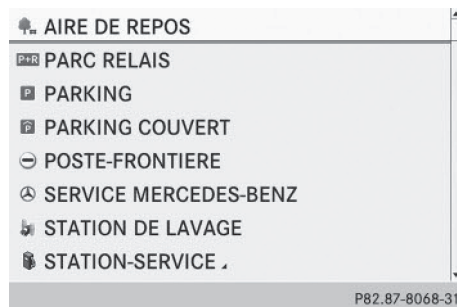 AIRE DE REPOS
P+R PARC RELAIS
P PARKING
P PARKING COUVERT
POSTE-FRONTIERE
SERVICE MERCEDES-BENZ
STATION DE LAVAGE
STATION-SERVICE
P82.87-8068-31